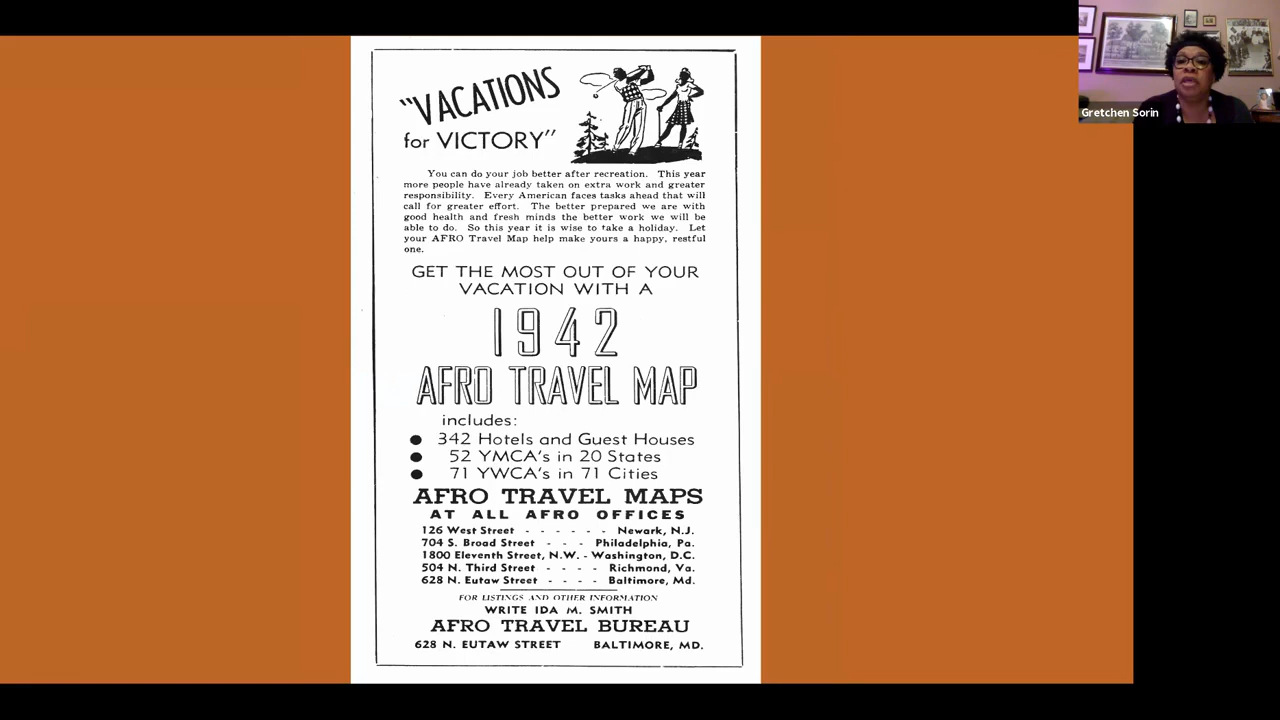 "VACATIONS
for VICTORY"
You can do your job better after recreation. This year
more people have already taken on extra work and greater
responsibility. Every American faces tasks ahead that will
call for greater effort. The better prepared we are with
good health and fresh minds the better work we will be
able to do. So this year it is wise to take a holiday. Let
your AFRO Travel Map help make yours a happy, restful
one.
GET THE MOST OUT OF YOUR
VACATION WITH A
1942
AFRO TRAVEL MAP
includes:
● 342 Hotels and Guest Houses
● 52 YMCA's in 20 States
● 71 YWCA's in 71 Cities
AFRO TRAVEL MAPS
AT ALL AFRO OFFICES
126 West Street - - - - - - Newark, N.J.
704 S. Broad Street - - - Philadelphia, Pa.
1800 Eleventh Street, N.W. - Washington, D.C.
504 N. Third Street - - - - Richmond, Va.
628 N. Eutaw Street - - - - Baltimore, Md.
FOR LISTINGS AND OTHER INFORMATION
WRITE IDA M. SMITH
AFRO TRAVEL BUREAU
628 N. EUTAW STREET BALTIMORE, MD.
Gretchen Sorin